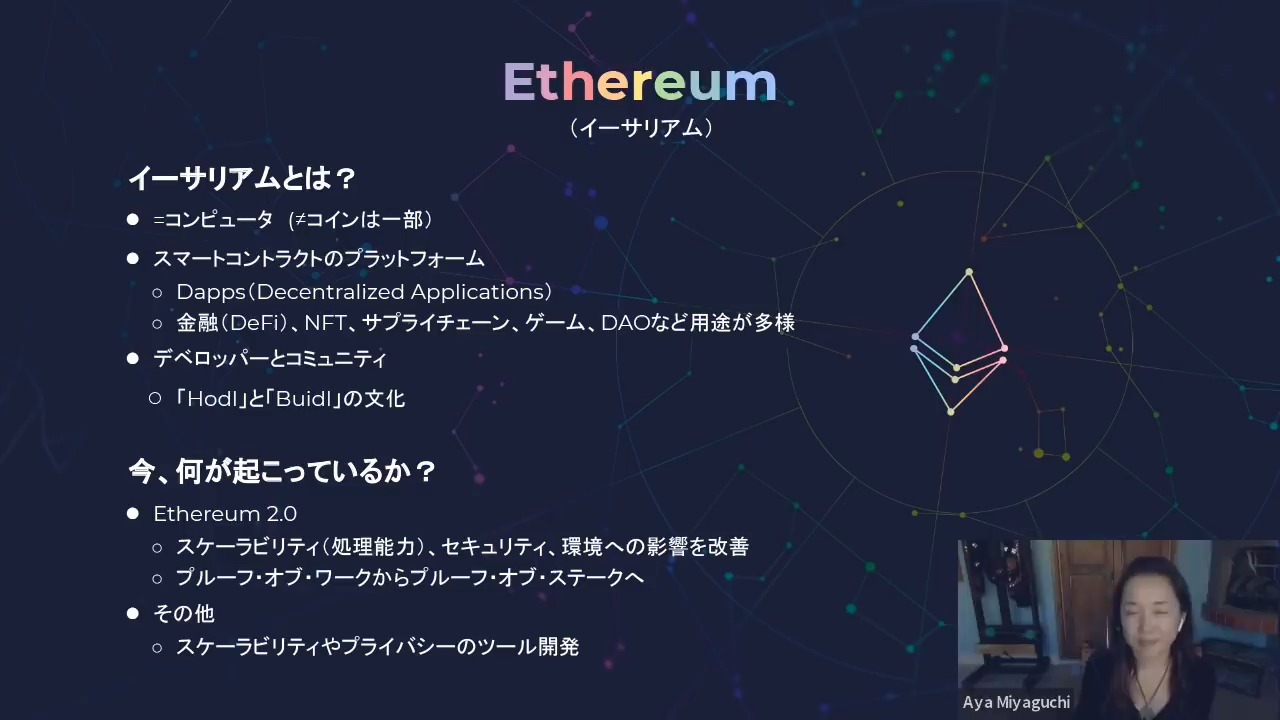 Ethereum
（イーサリアム）
イーサリアムとは？
● =コンピュータ (≠コインは一部）
● スマートコントラクトのプラットフォーム
○ Dapps（Decentralized Applications）
○ 金融（DeFi）、NFT、サプライチェーン、ゲーム、DAOなど用途が多様
● デベロッパーとコミュニティ
○ 「Hodl」と「Buidl」の文化
今、何が起こっているか？
● Ethereum 2.0
○ スケーラビリティ（処理能力）、セキュリティ、環境への影響を改善
○ プルーフ・オブ・ワークからプルーフ・オブ・ステークへ
● その他
○ スケーラビリティやプライバシーのツール開発
Aya Miyaguchi